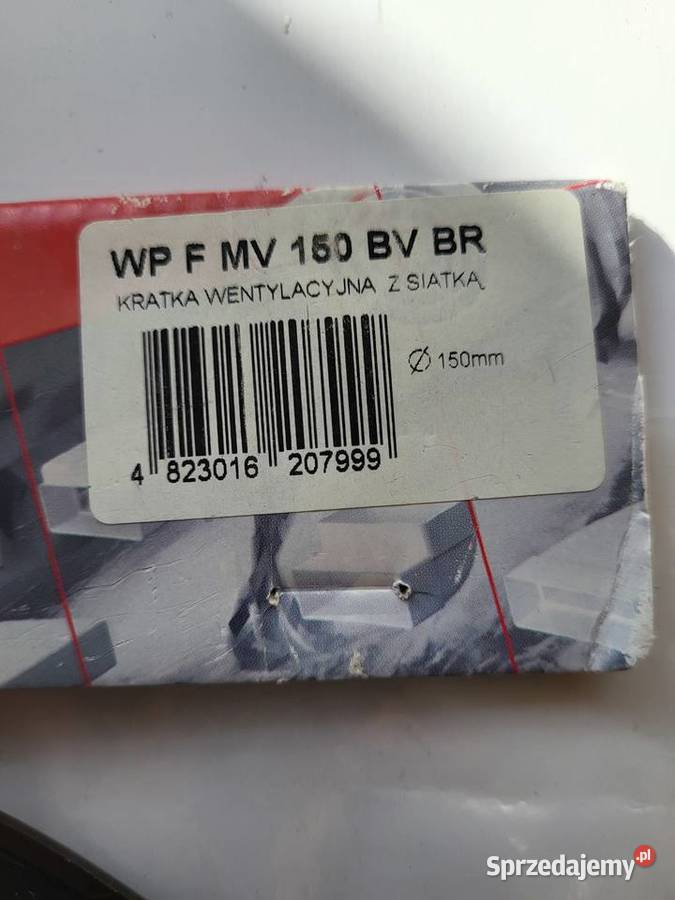 WP F MV 150 BV BR
KRATKA WENTYLACYJNA Z SIATKĄ
Ø 150mm
4 823016 207999
Sprzedajemy.pl